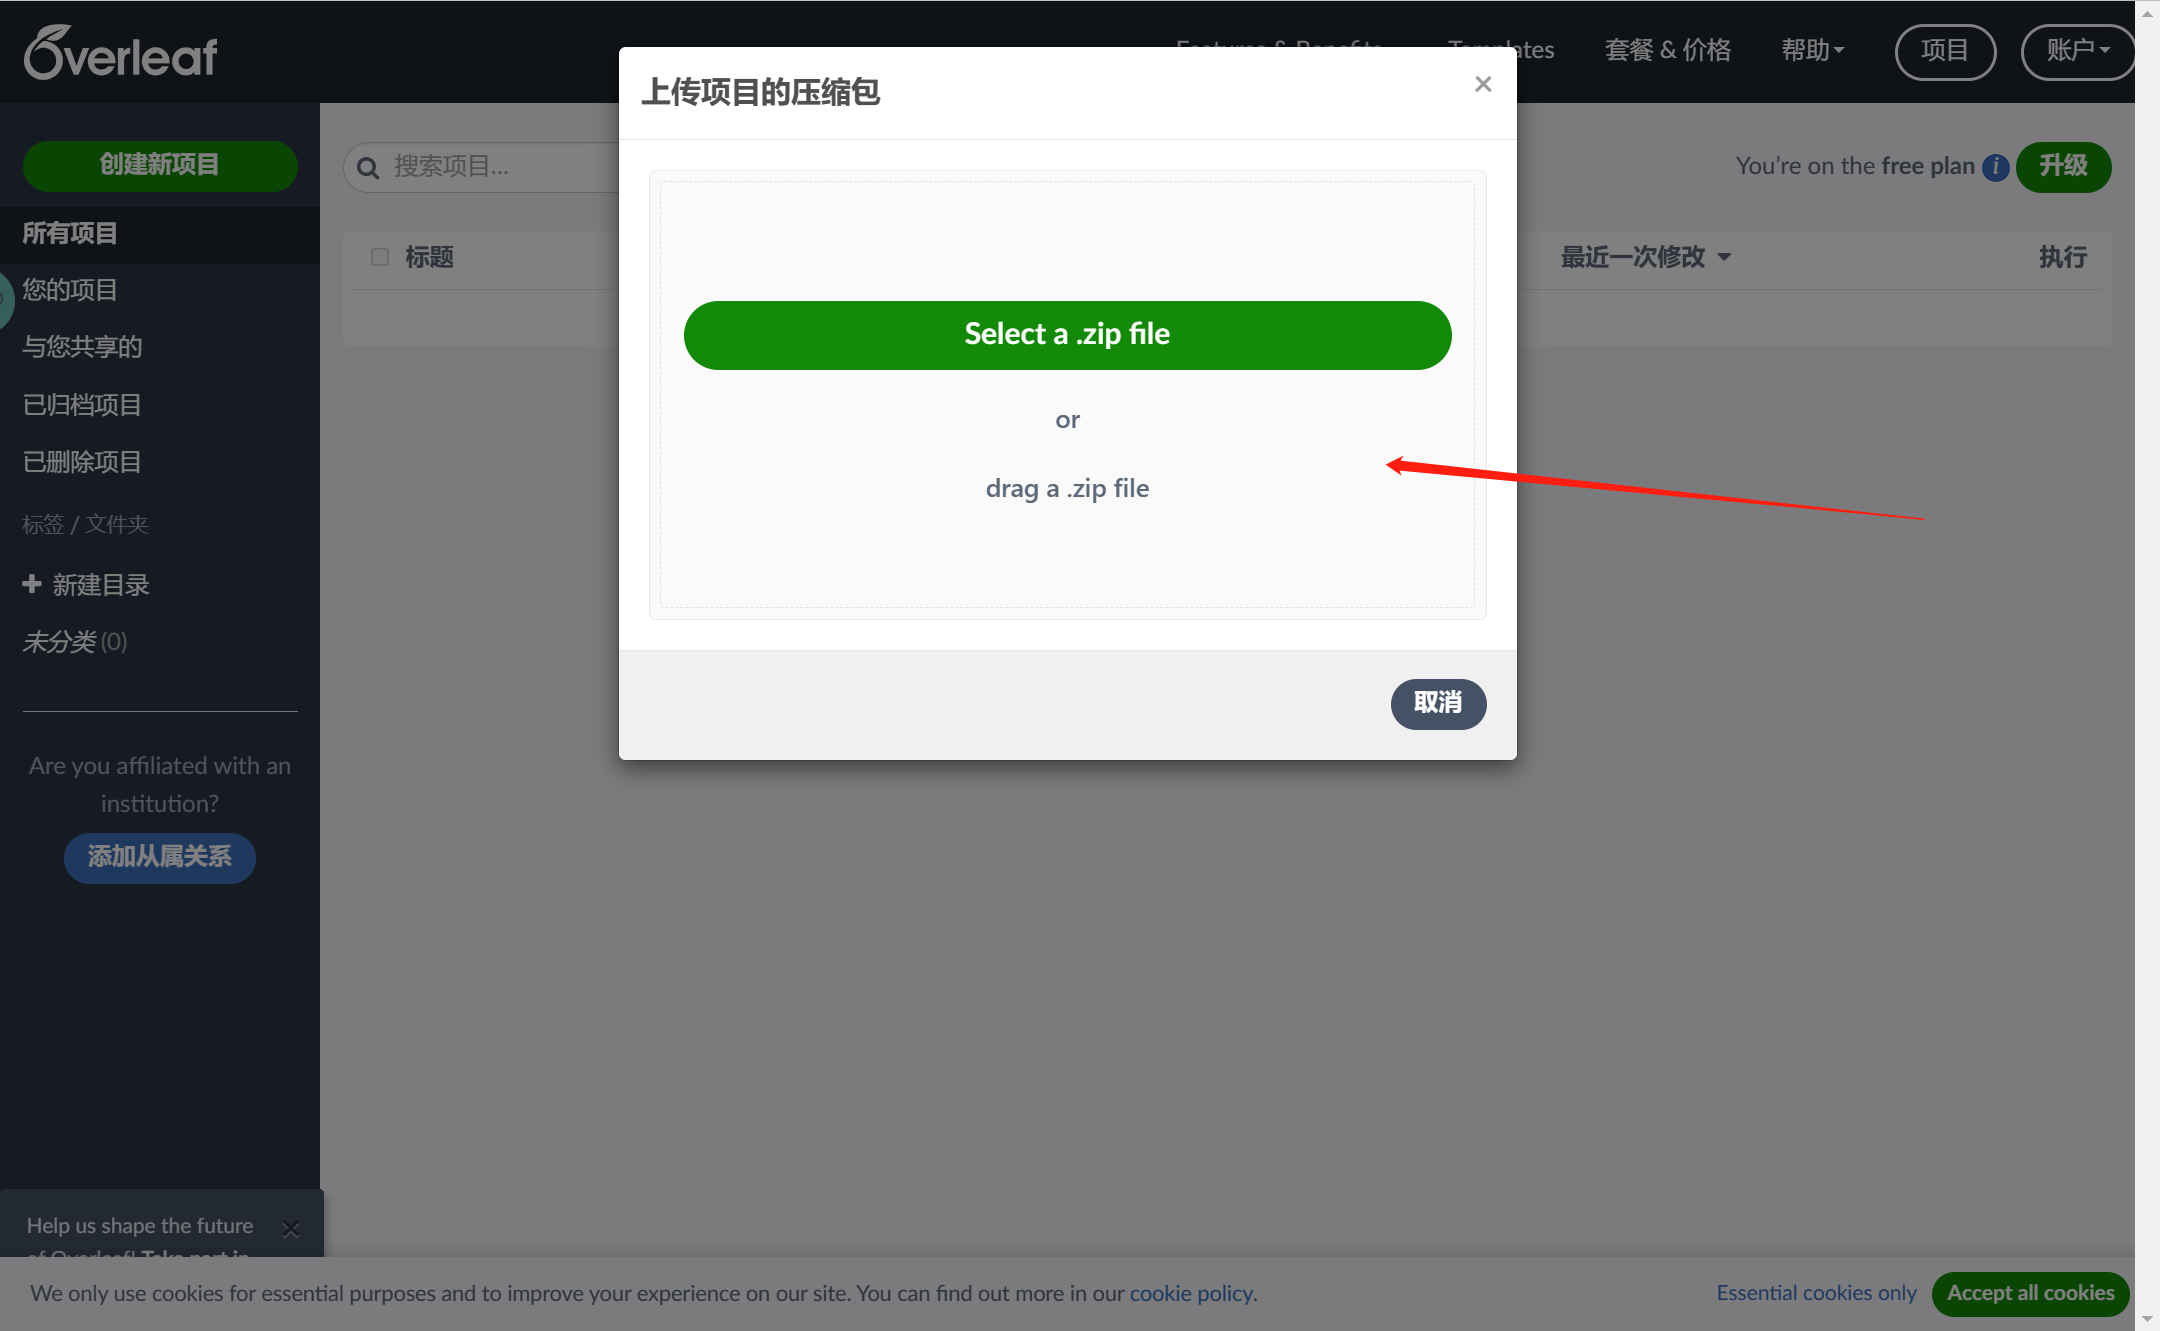 Overleaf
Features & Benefits
Templates
套餐 & 价格
帮助
项目
账户
上传项目的压缩包
×
创建新项目
搜索项目...
You're on the free plan
i
升级
所有项目
标题
最近一次修改
执行
您的项目
与您共享的
已归档项目
已删除项目
标签 / 文件夹
新建目录
未分类 (0)
Select a .zip file
or
drag a .zip file
取消
Are you affiliated with an
institution?
添加从属关系
Help us shape the future
of Overleaf! Take part in
We only use cookies for essential purposes and to improve your experience on our site. You can find out more in our cookie policy.
Essential cookies only
Accept all cookies